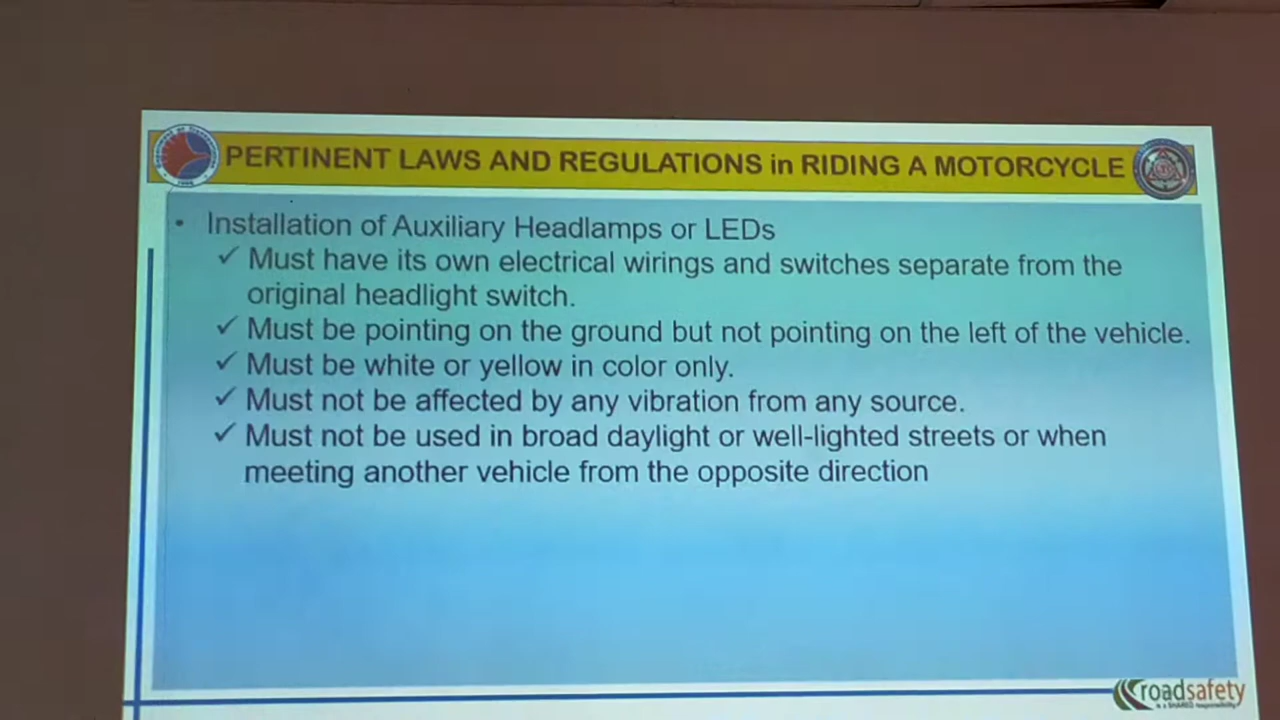 PERTINENT LAWS AND REGULATIONS in RIDING A MOTORCYCLE
• Installation of Auxiliary Headlamps or LEDs
✓ Must have its own electrical wirings and switches separate from the
original headlight switch.
✓ Must be pointing on the ground but not pointing on the left of the vehicle.
✓ Must be white or yellow in color only.
✓ Must not be affected by any vibration from any source.
✓ Must not be used in broad daylight or well-lighted streets or when
meeting another vehicle from the opposite direction
roadsafety
is a SHARED responsibility